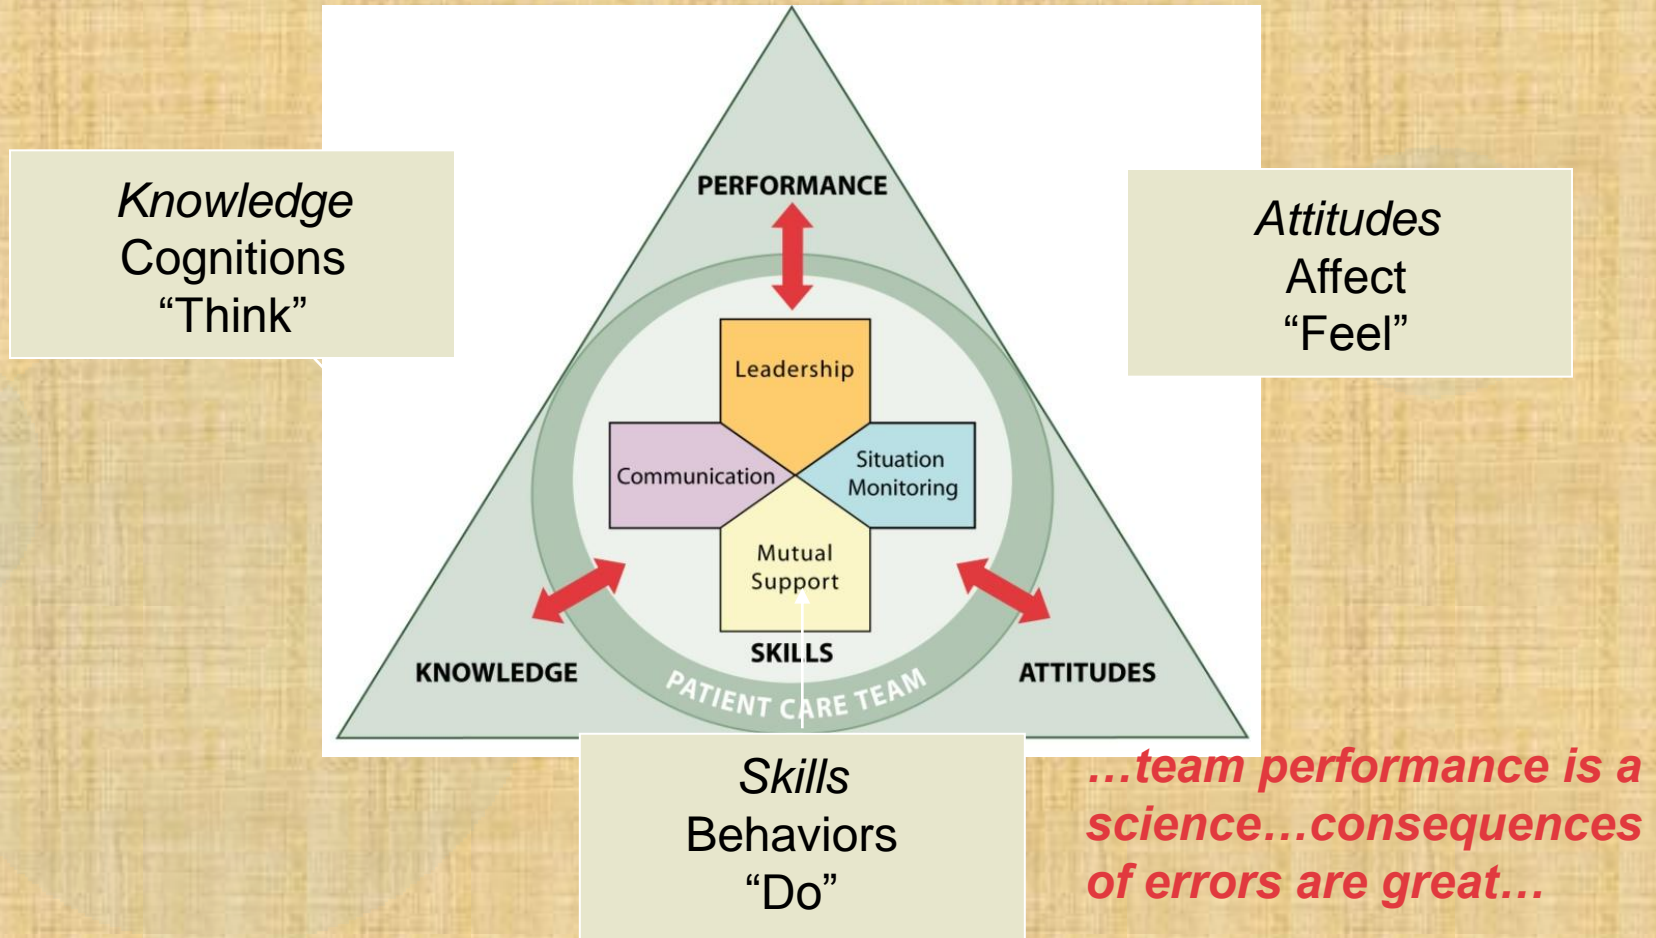 PERFORMANCE
Knowledge
Cognitions
“Think”
Attitudes
Affect
“Feel”
Leadership
Communication
Situation
Monitoring
Mutual
Support
SKILLS
KNOWLEDGE
ATTITUDES
PATIENT CARE TEAM
Skills
Behaviors
“Do”
…team performance is a
science…consequences
of errors are great…